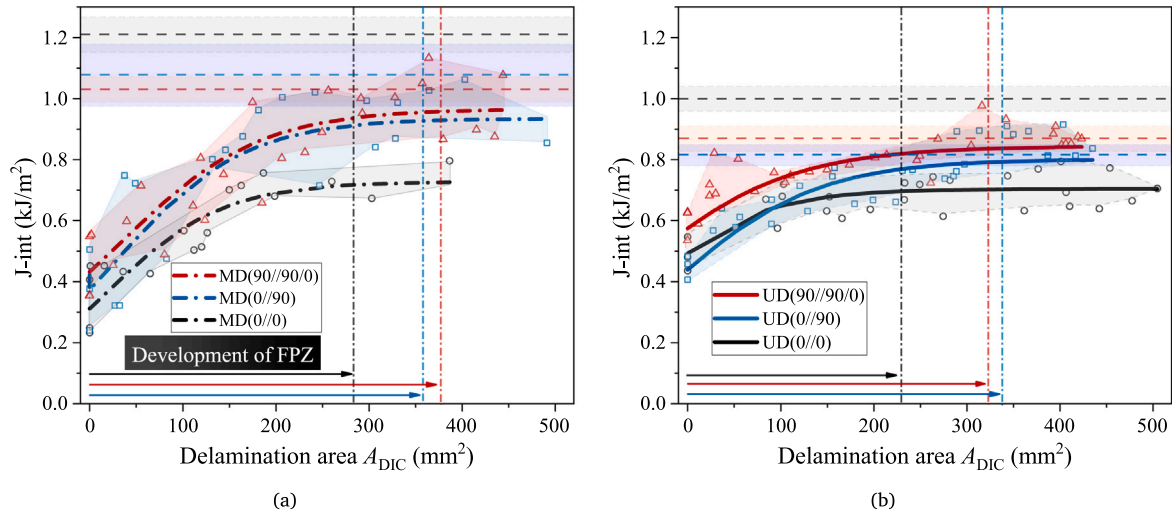 1.2
1.0
0.8
0.6
0.4
0.2
0.0
J-int (kJ/m²)
MD(90//90/0)
MD(0//90)
MD(0//0)
Development of FPZ
0 100 200 300 400 500
Delamination area A_DIC (mm²)
(a)
1.2
1.0
0.8
0.6
0.4
0.2
0.0
J-int (kJ/m²)
UD(90//90/0)
UD(0//90)
UD(0//0)
0 100 200 300 400 500
Delamination area A_DIC (mm²)
(b)